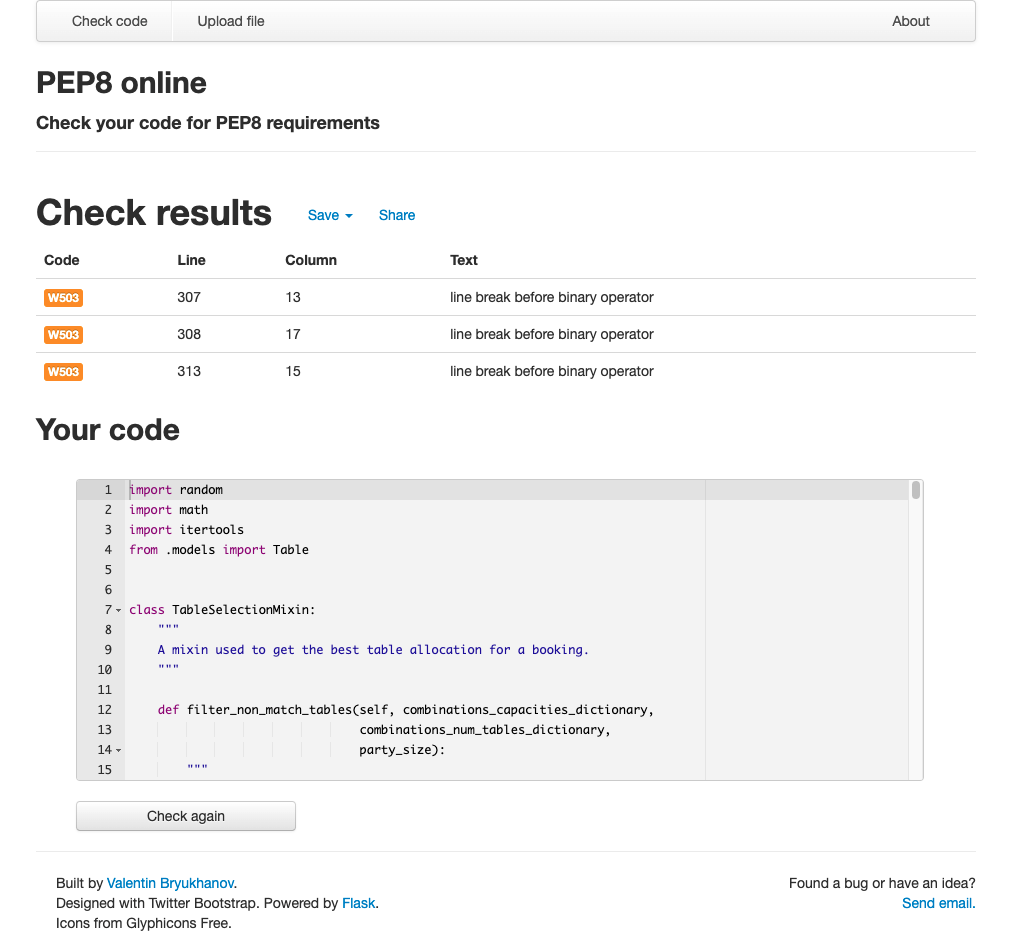 Check code Upload file About
PEP8 online
Check your code for PEP8 requirements
Check results Save Share
Code Line Column Text
W503 307 13 line break before binary operator
W503 308 17 line break before binary operator
W503 313 15 line break before binary operator
Your code
1 import random
2 import math
3 import itertools
4 from .models import Table
5
6
7 class TableSelectionMixin:
8 """
9 A mixin used to get the best table allocation for a booking.
10 """
11
12 def filter_non_match_tables(self, combinations_capacities_dictionary,
13 combinations_num_tables_dictionary,
14 party_size):
15 """
Check again
Built by Valentin Bryukhanov. Found a bug or have an idea?
Designed with Twitter Bootstrap. Powered by Flask. Send email.
Icons from Glyphicons Free.